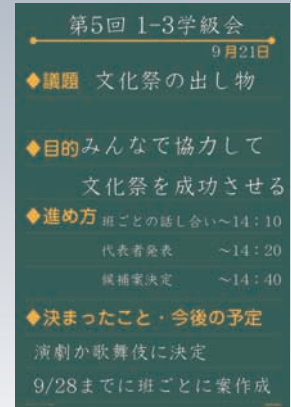 第5回 1-3学級会
9月21日
◆議題 文化祭の出し物
◆目的 みんなで協力して
文化祭を成功させる
◆進め方 班ごとの話し合い～14：10
代表者発表 ～14：20
候補案決定 ～14：40
◆決まったこと・今後の予定
演劇か歌舞伎に決定
9/28までに班ごとに案作成